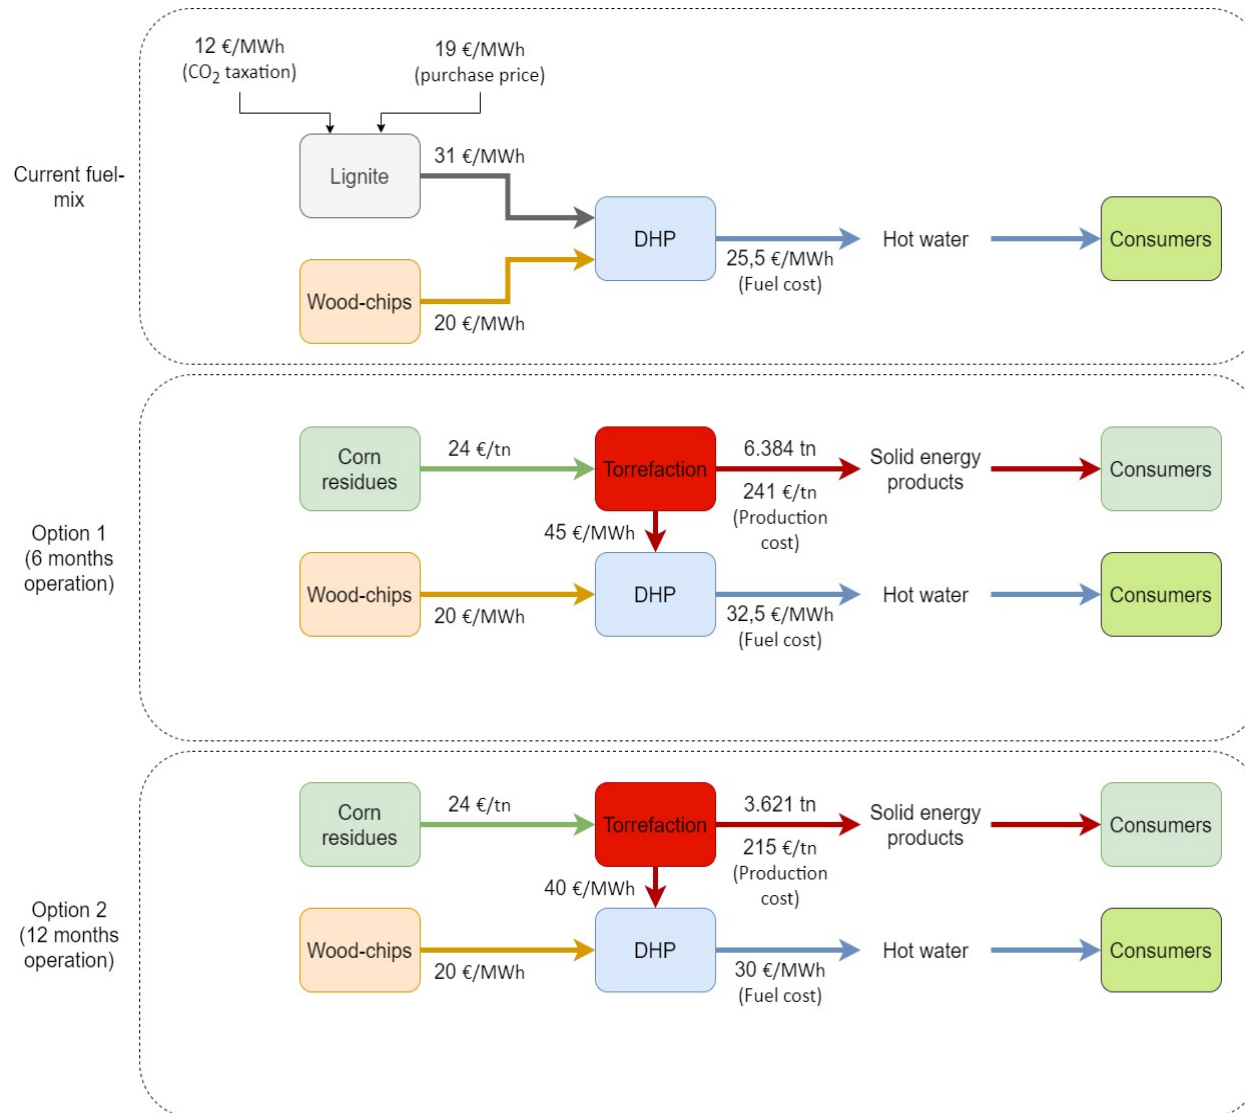 12 €/MWh
(CO2 taxation)
19 €/MWh
(purchase price)
Current fuel-
mix
Lignite
31 €/MWh
Wood-chips
20 €/MWh
DHP
25,5 €/MWh
(Fuel cost)
Hot water
Consumers
Option 1
(6 months
operation)
Corn
residues
24 €/tn
Torrefaction
6.384 tn
241 €/tn
(Production
cost)
Solid energy
products
Consumers
45 €/MWh
Wood-chips
20 €/MWh
DHP
32,5 €/MWh
(Fuel cost)
Hot water
Consumers
Option 2
(12 months
operation)
Corn
residues
24 €/tn
Torrefaction
3.621 tn
215 €/tn
(Production
cost)
Solid energy
products
Consumers
40 €/MWh
Wood-chips
20 €/MWh
DHP
30 €/MWh
(Fuel cost)
Hot water
Consumers